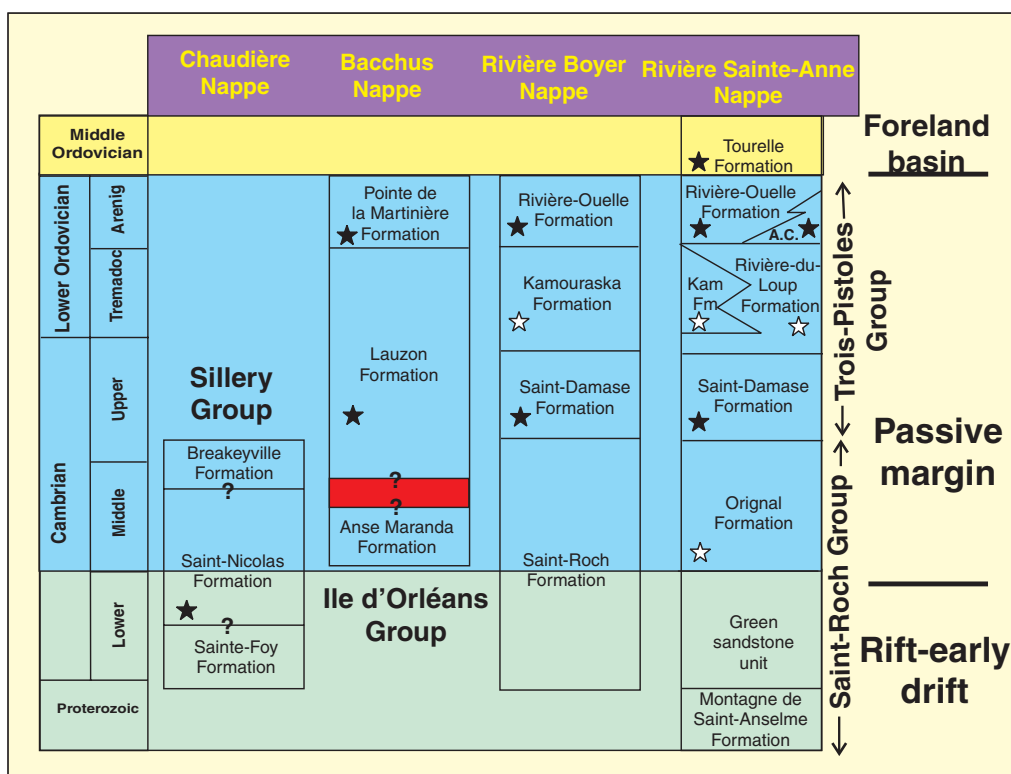 Chaudière
Nappe
Bacchus
Nappe
Rivière Boyer
Nappe
Rivière Sainte-Anne
Nappe
Middle
Ordovician
Lower Ordovician
Arenig
Tremadoc
Cambrian
Upper
Middle
Lower
Proterozoic
Sillery
Group
Breakeyville
Formation
?
Saint-Nicolas
Formation
?
Sainte-Foy
Formation
Pointe de
la Martinière
Formation
Lauzon
Formation
?
?
Anse Maranda
Formation
Ile d'Orléans
Group
Rivière-Ouelle
Formation
Kamouraska
Formation
Saint-Damase
Formation
Saint-Roch
Formation
Tourelle
Formation
Rivière-Ouelle
Formation
A.C.
Kam
Fm
Rivière-du-
Loup
Formation
Saint-Damase
Formation
Orignal
Formation
Green
sandstone
unit
Montagne de
Saint-Anselme
Formation
Trois-Pistoles
Group
Saint-Roch Group
Foreland
basin
Passive
margin
Rift-early
drift